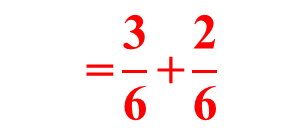 = 3/6 + 2/6